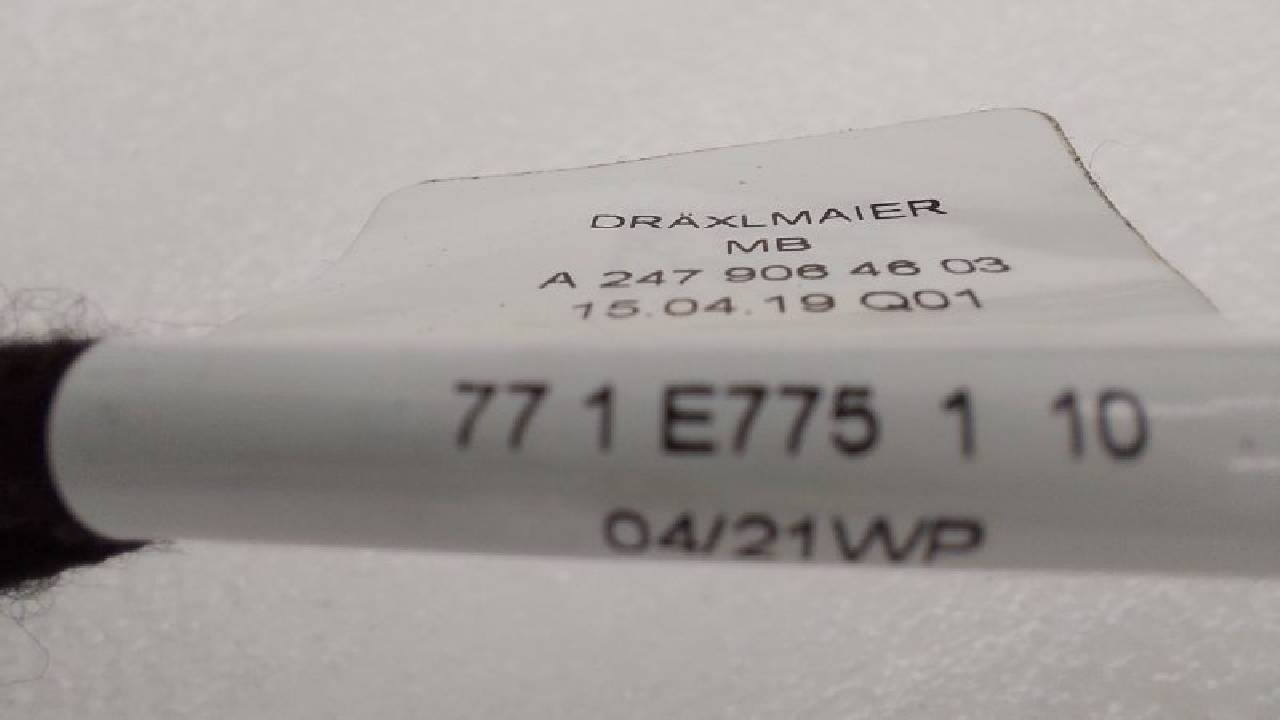 DRÄXLMAIER
MB
A 247 906 46 03
15.04.19 Q01
77 1 E775 1 10
04/21WP